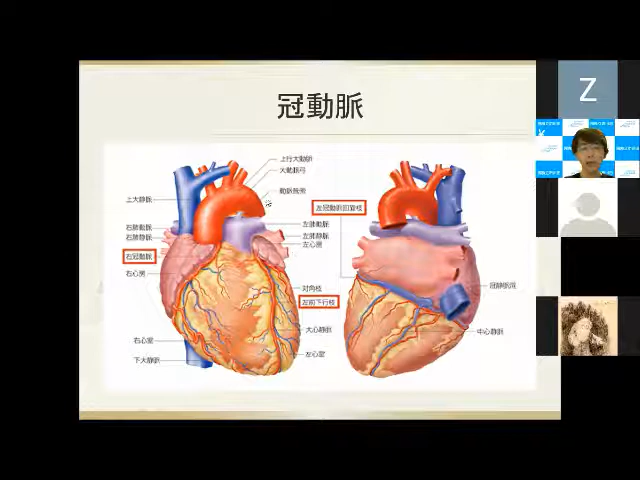 冠動脈
上行大動脈
大動脈弓
動脈管索
上大静脈
右肺動脈
右肺静脈
右冠動脈
右心房
右心室
下大静脈
左肺動脈
左肺静脈
左心房
対角枝
左前下行枝
大心静脈
左心室
左冠動脈回旋枝
冠静脈洞
中心静脈
Z